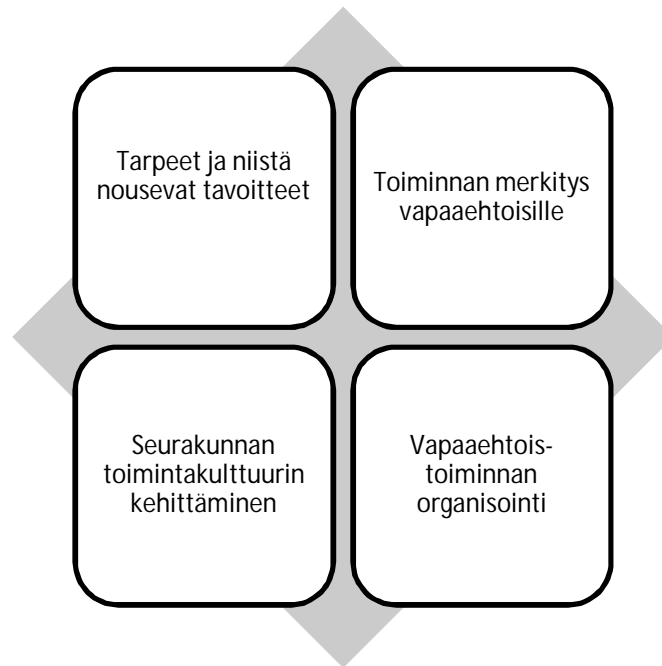 Tarpeet ja niistä
nousevat tavoitteet
Toiminnan merkitys
vapaaehtoisille
Seurakunnan
toimintakulttuurin
kehittäminen
Vapaaehtois-
toiminnan
organisointi